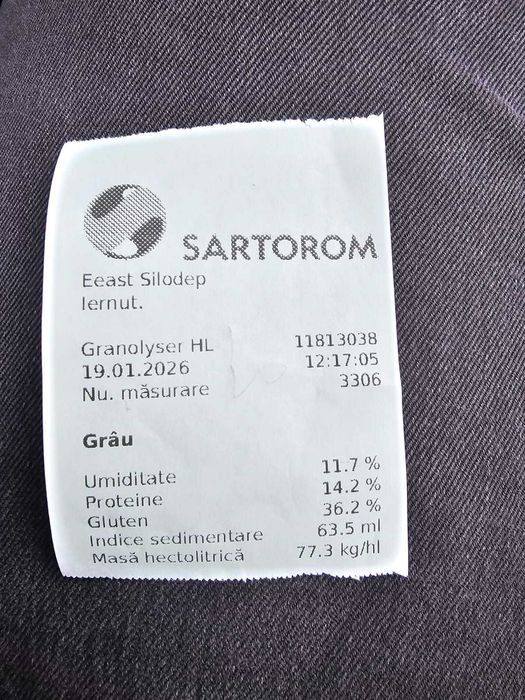 SARTOROM
Eeast Silodep
Iernut.
Granolyser HL 11813038
19.01.2026 12:17:05
Nu. măsurare 3306
Grâu
Umiditate 11.7 %
Proteine 14.2 %
Gluten 36.2 %
Indice sedimentare 63.5 ml
Masă hectolitrică 77.3 kg/hl